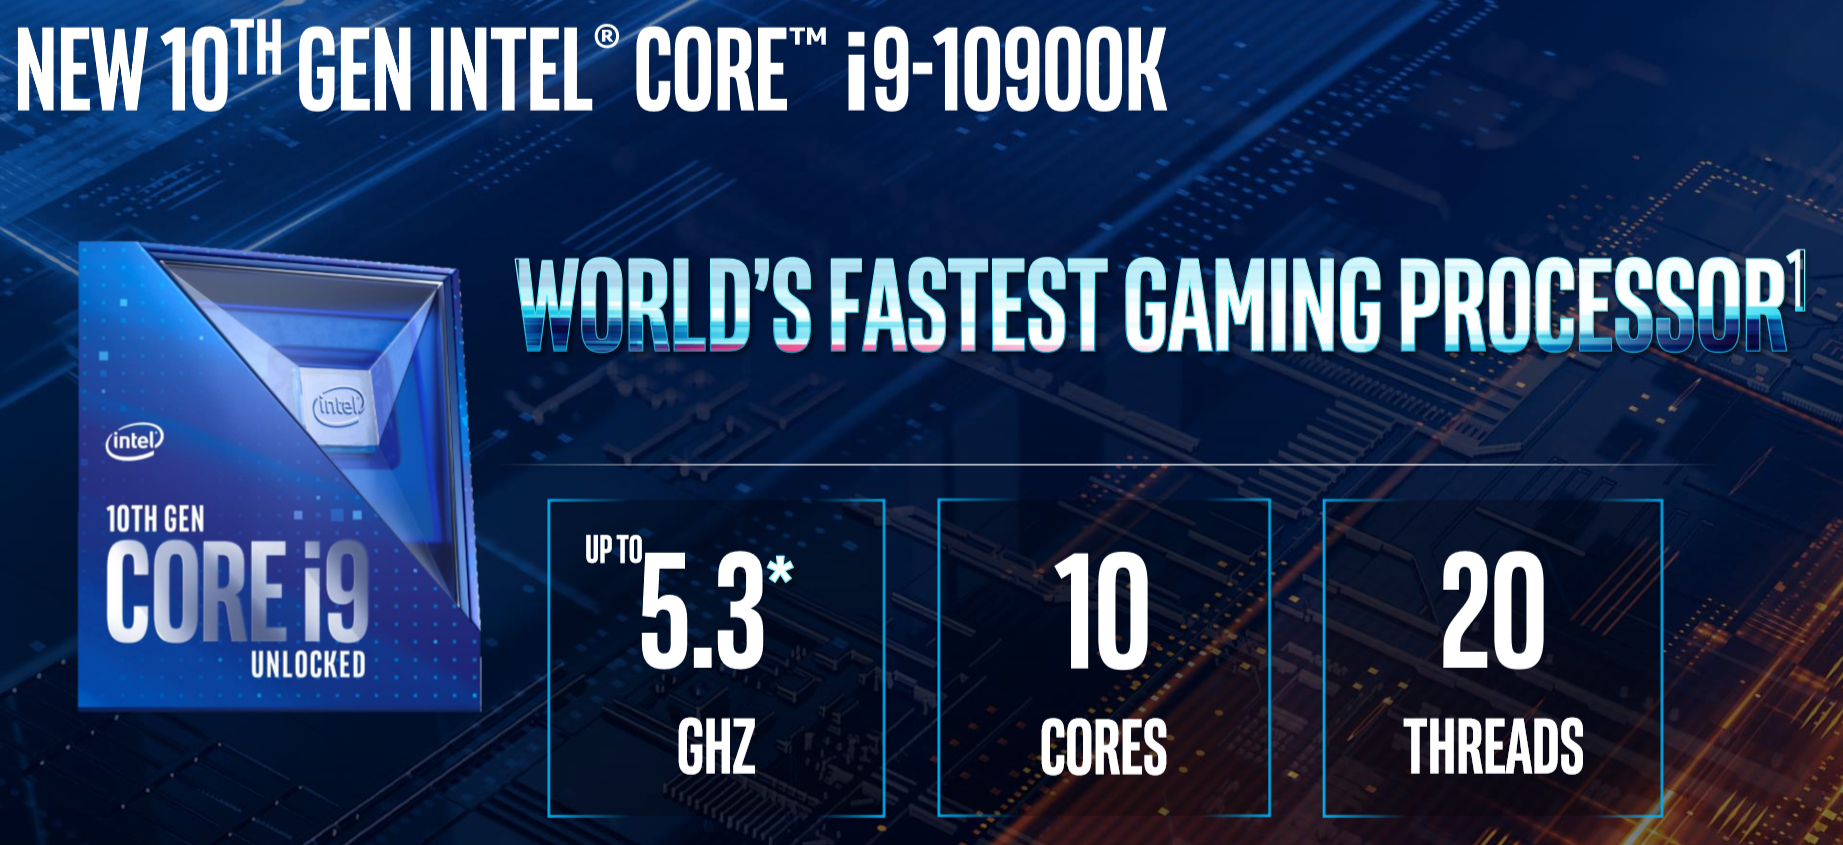 NEW 10TH GEN INTEL® CORE™ i9-10900K
WORLD'S FASTEST GAMING PROCESSOR1
intel
intel
10TH GEN
CORE i9
UNLOCKED
UP TO 5.3*
GHZ
10
CORES
20
THREADS